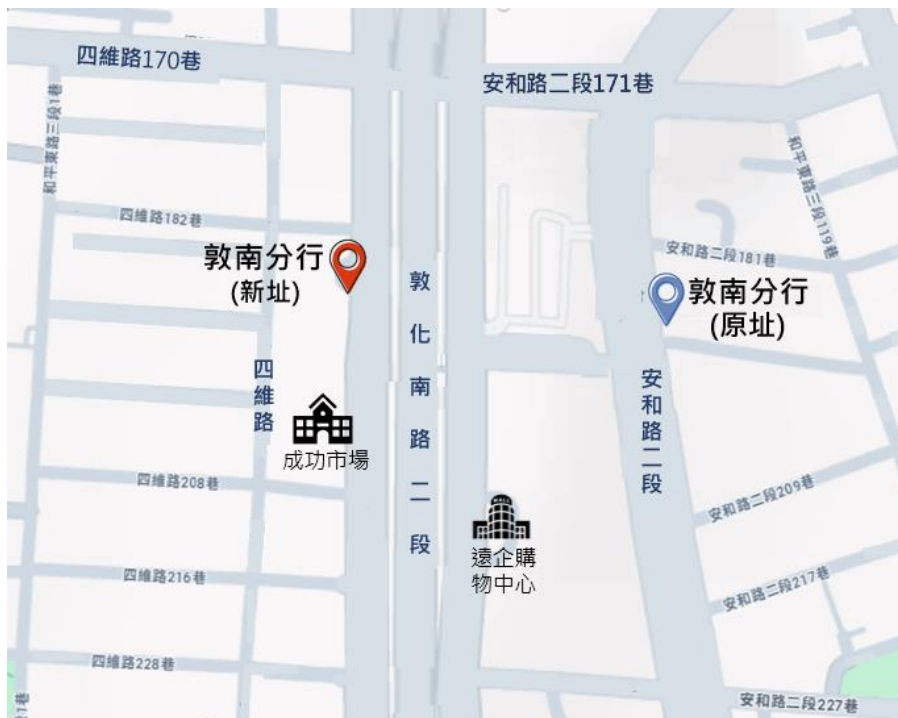 四維路170巷
安和路二段171巷
和平東路三段1巷
和平東路三段119巷
四維路182巷
敦南分行
(新址)
安和路二段181巷
敦南分行
(原址)
敦化南路二段
四維路
安和路二段
成功市場
四維路208巷
安和路二段209巷
MALL
遠企購
物中心
四維路216巷
安和路二段217巷
四維路228巷
安和路二段227巷
1巷